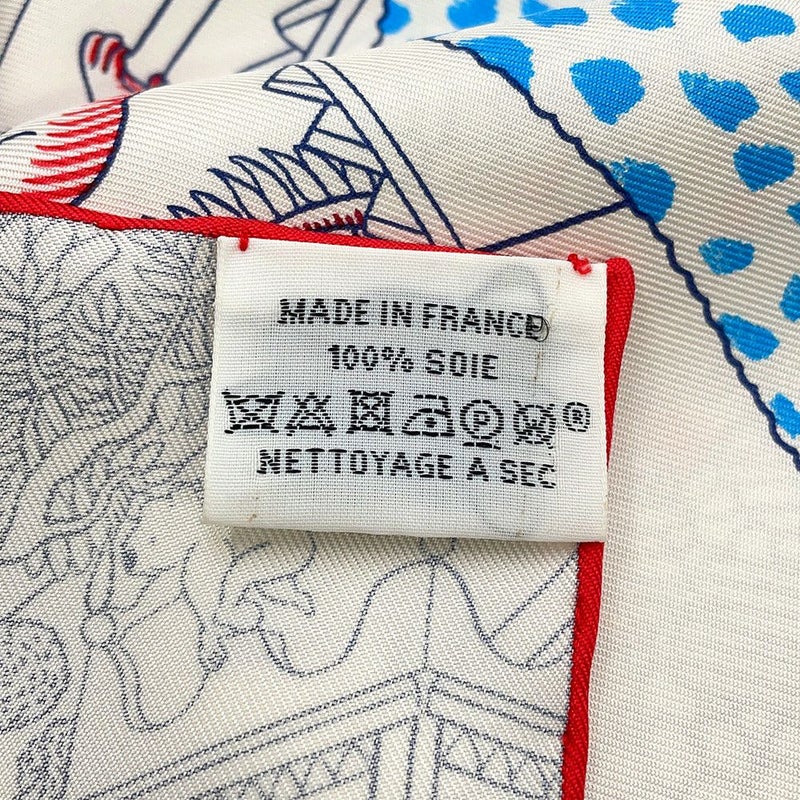 MADE IN FRANCE
100% SOIE
®
NETTOYAGE A SEC